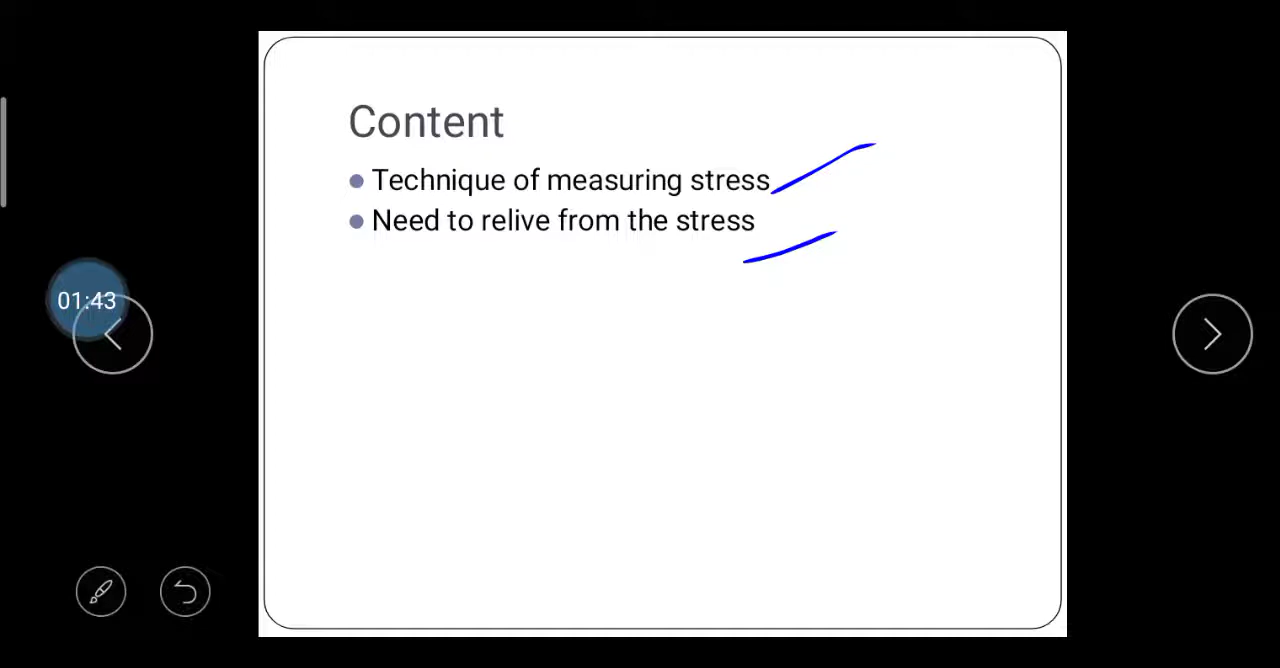 Content
Technique of measuring stress
Need to relive from the stress
01:43